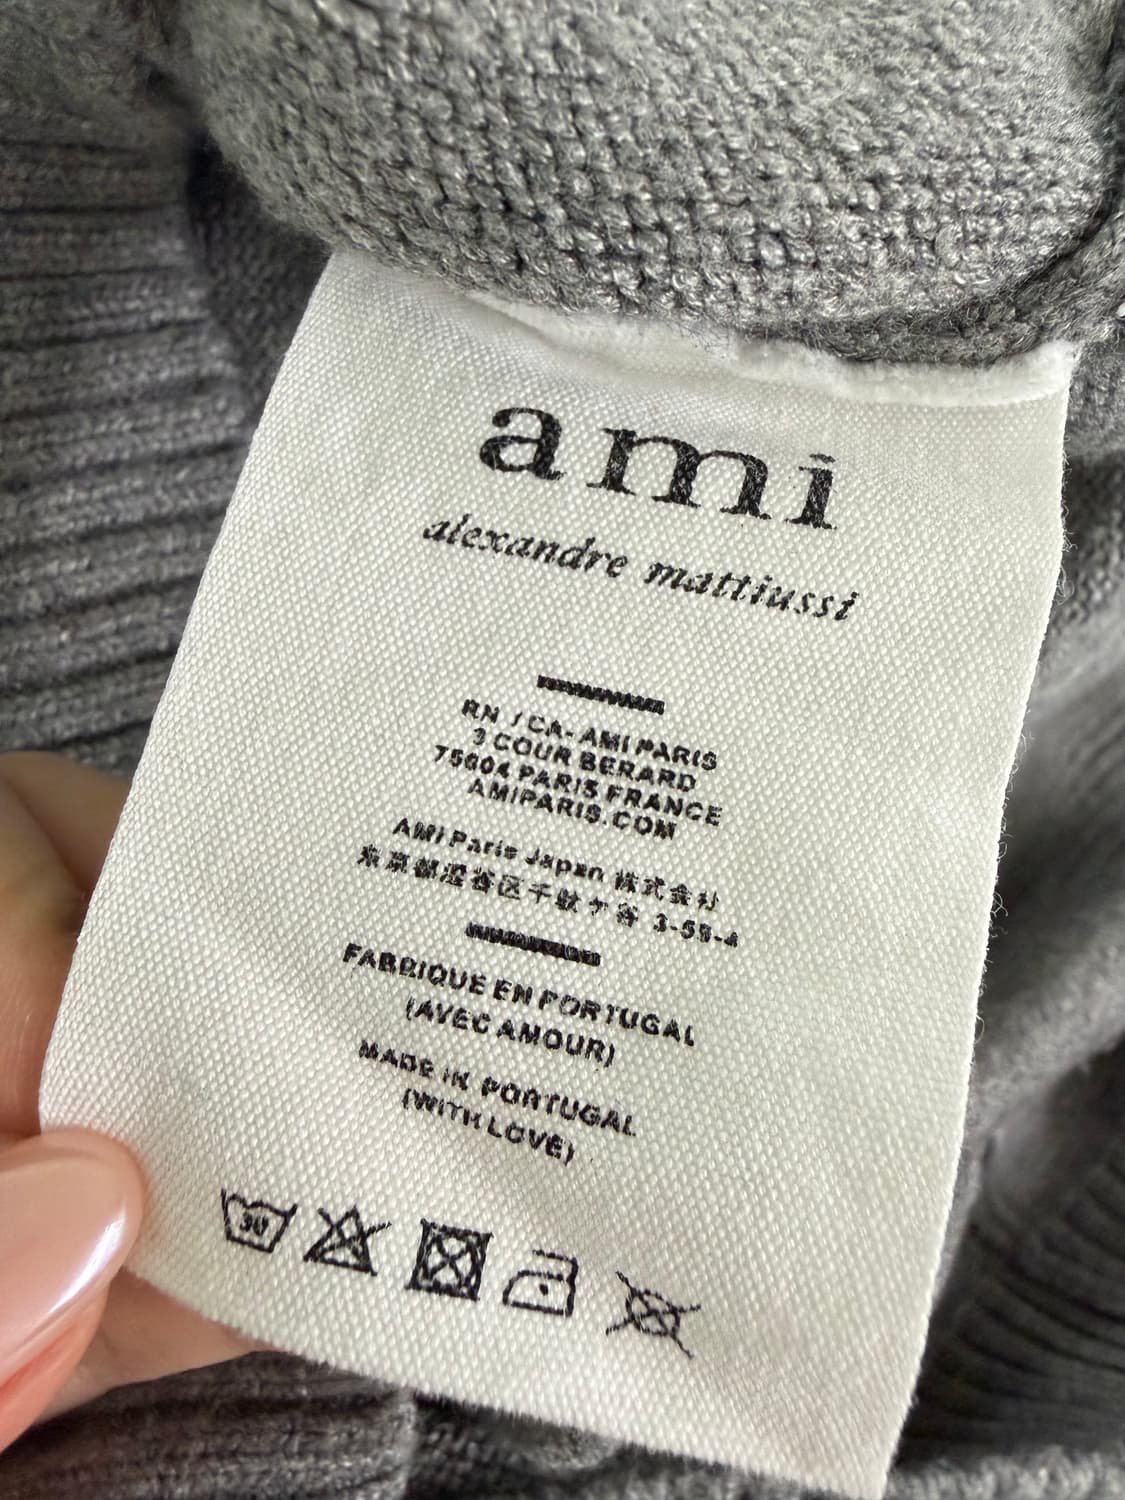 ami
alexandre mattiussi
RN / CA- AMI PARIS
3 COUR BERARD
75004 PARIS FRANCE
AMIPARIS.COM
AMI Paris Japan 株式会社
東京都渋谷区千駄ヶ谷 3-59-4
FABRIQUE EN PORTUGAL
(AVEC AMOUR)
MADE IN PORTUGAL
(WITH LOVE)
30